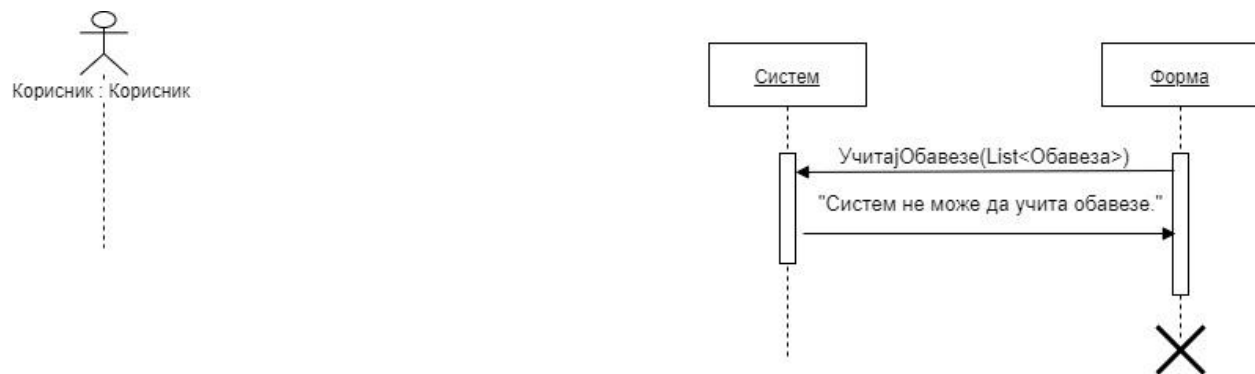 Корисник : Корисник
Систем
Форма
УчитајОбавезе(List<Обавеза>)
"Систем не може да учита обавезе."